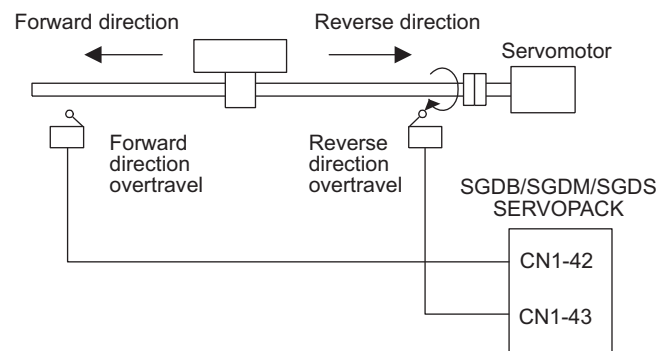 Forward direction
Reverse direction
Servomotor
Forward
direction
overtravel
Reverse
direction
overtravel
SGDB/SGDM/SGDS
SERVOPACK
CN1-42
CN1-43